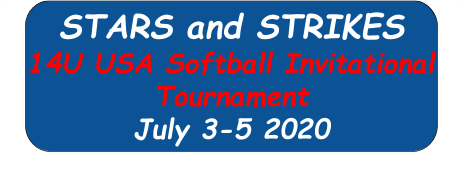 STARS and STRIKES
14U USA Softball Invitational
Tournament
July 3-5 2020